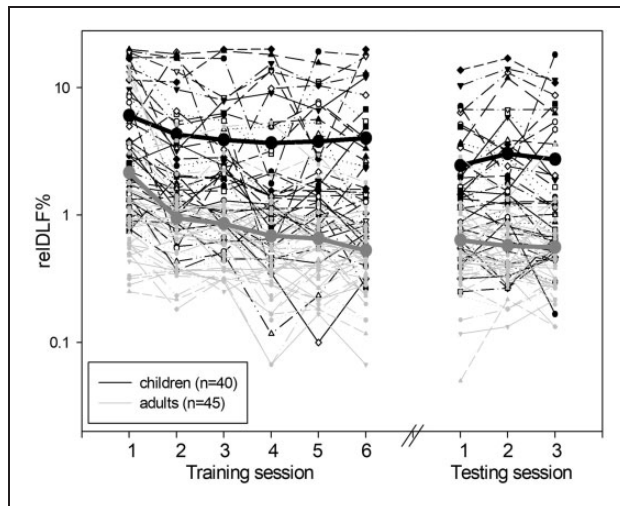 10
1
0.1
relDLF%
children (n=40)
adults (n=45)
1 2 3 4 5 6 1 2 3
Training session Testing session